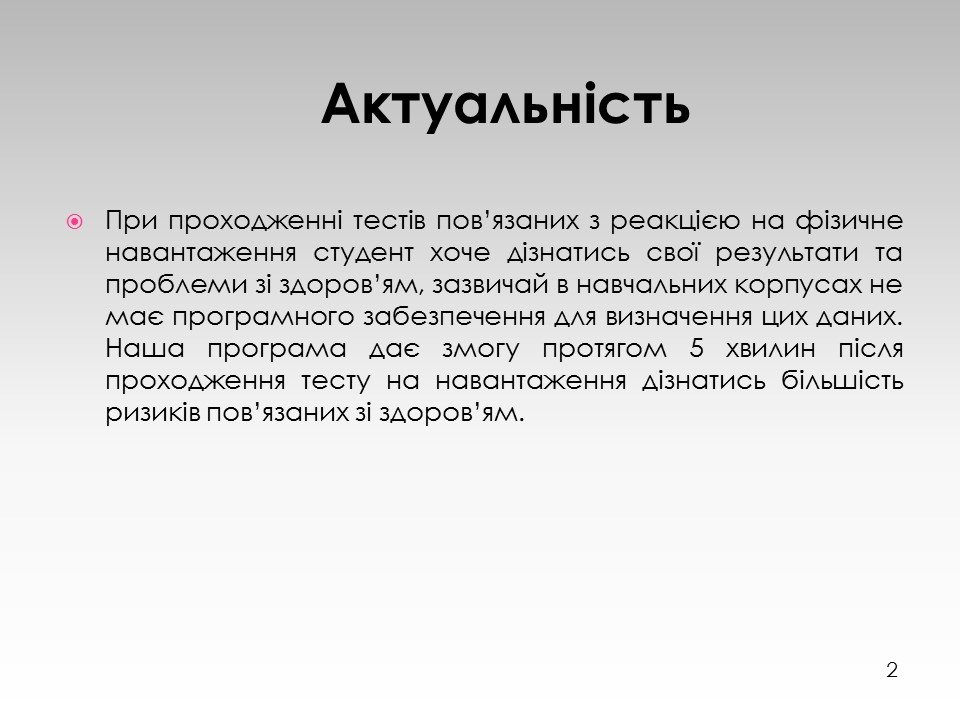 Актуальність
При проходженні тестів пов’язаних з реакцією на фізичне
навантаження студент хоче дізнатись свої результати та
проблеми зі здоров’ям, зазвичай в навчальних корпусах не
має програмного забезпечення для визначення цих даних.
Наша програма дає змогу протягом 5 хвилин після
проходження тесту на навантаження дізнатись більшість
ризиків пов’язаних зі здоров’ям.
2